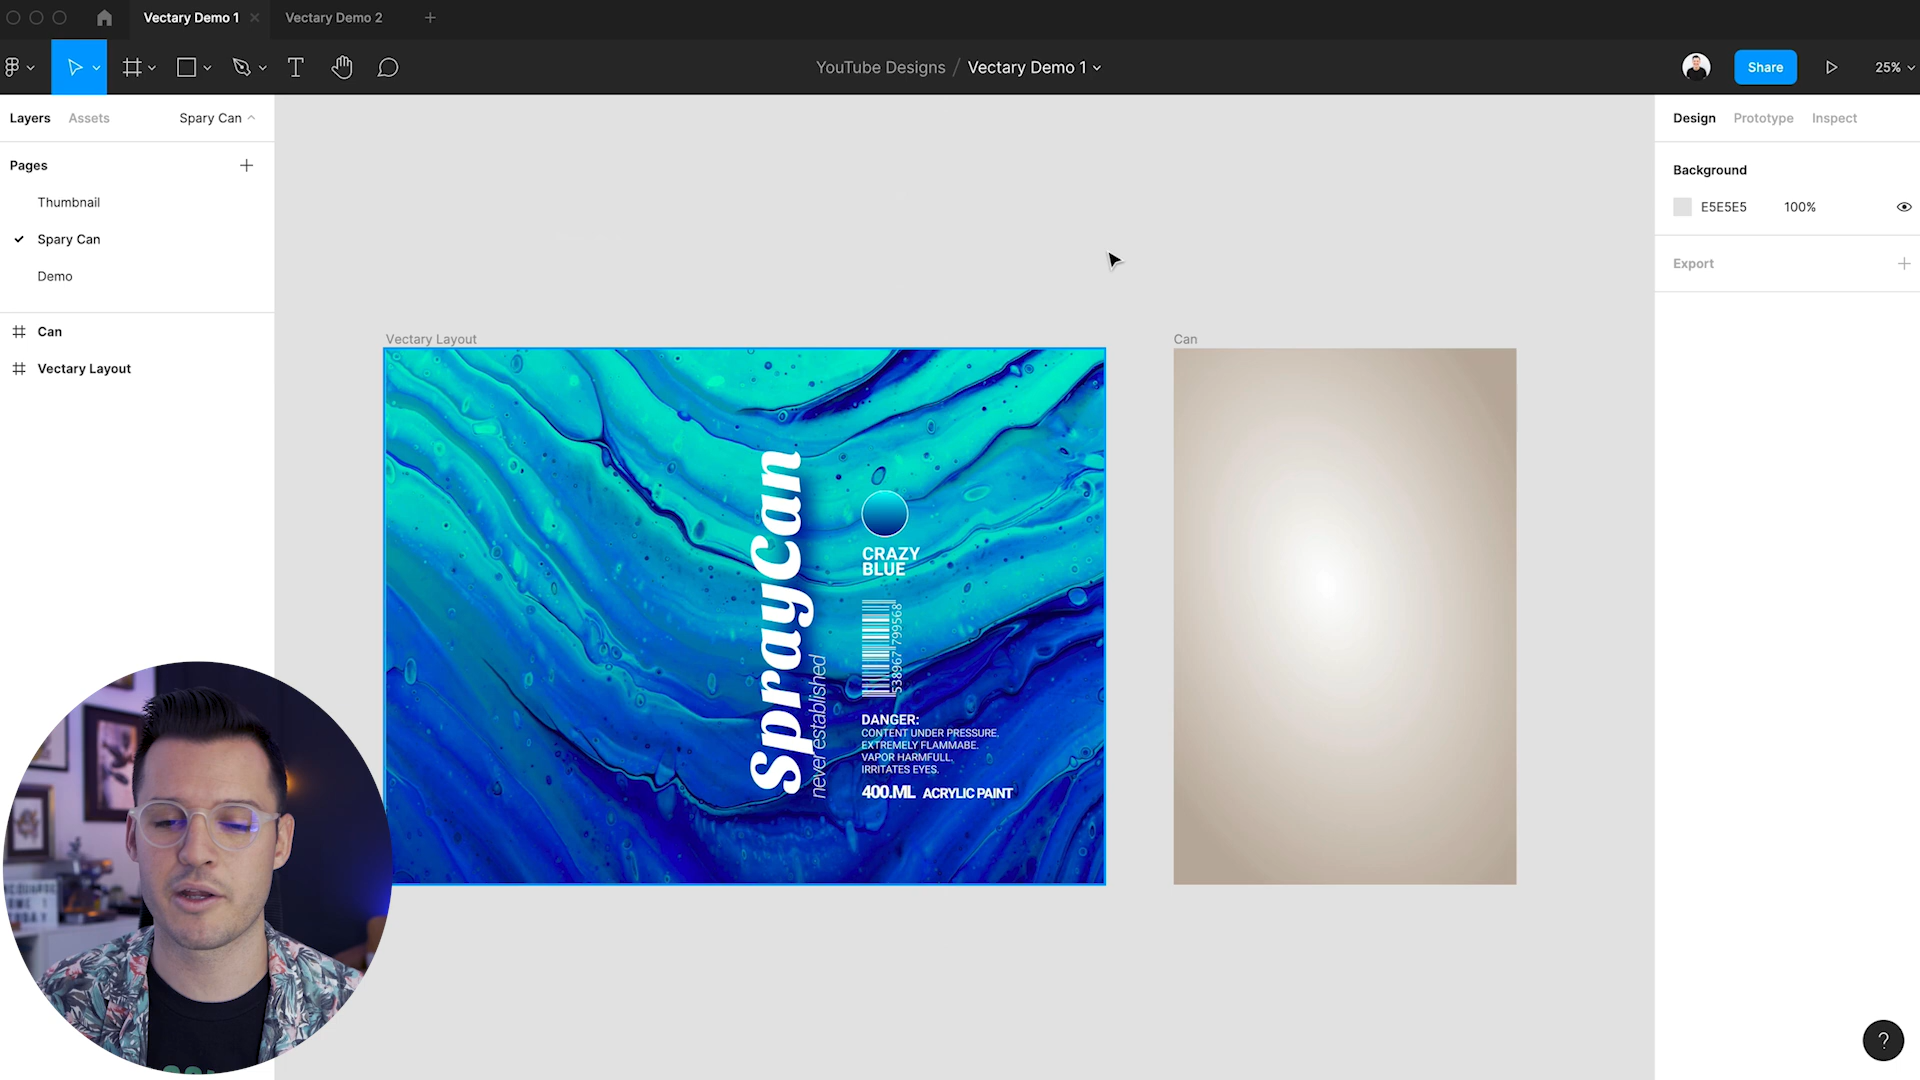 Vectary Demo 1
Vectary Demo 2
YouTube Designs / Vectary Demo 1
Share
25%
Layers
Assets
Spary Can
Pages
Thumbnail
Spary Can
Demo
Can
Vectary Layout
Vectary Layout
SprayCan
never established
CRAZY
BLUE
538967 799568
DANGER:
CONTENT UNDER PRESSURE.
EXTREMELY FLAMMABE.
VAPOR HARMFULL.
IRRITATES EYES.
400.ML ACRYLIC PAINT
Can
Design
Prototype
Inspect
Background
E5E5E5
100%
Export
?